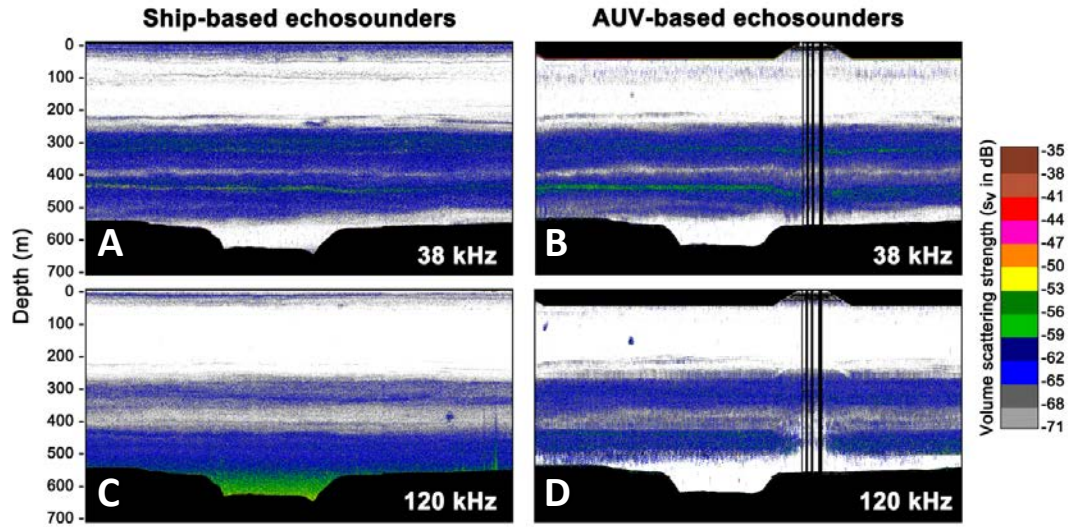 Ship-based echosounders
AUV-based echosounders
Depth (m)
0
100
200
300
400
500
600
700
A
38 kHz
B
38 kHz
0
100
200
300
400
500
600
700
C
120 kHz
D
120 kHz
Volume scattering strength (sv in dB)
-35
-38
-41
-44
-47
-50
-53
-56
-59
-62
-65
-68
-71